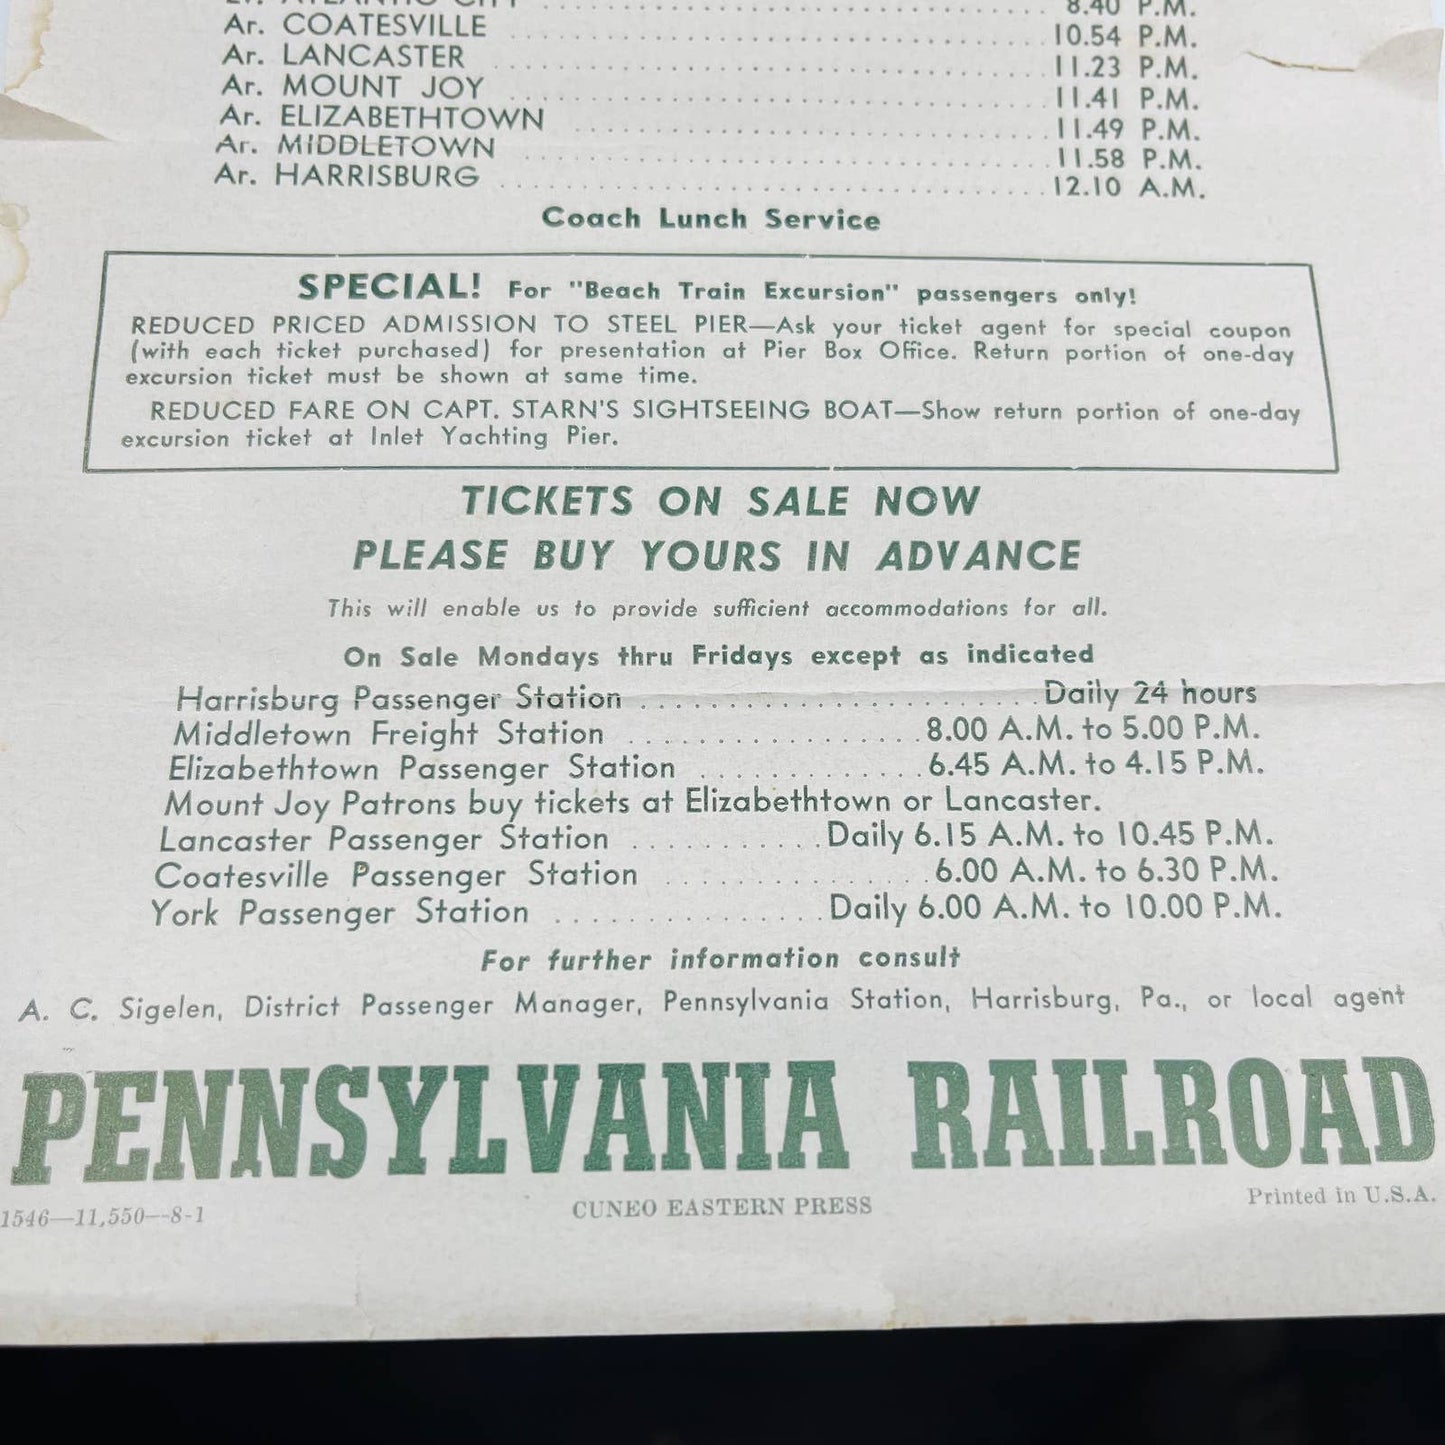 Lv. ATLANTIC CITY . . . . . . . . . . . . . . . . . . . . . . . . . . . . . . 8.40 P.M.
Ar. COATESVILLE . . . . . . . . . . . . . . . . . . . . . . . . . . . . . . 10.54 P.M.
Ar. LANCASTER . . . . . . . . . . . . . . . . . . . . . . . . . . . . . . 11.23 P.M.
Ar. MOUNT JOY . . . . . . . . . . . . . . . . . . . . . . . . . . . . . . 11.41 P.M.
Ar. ELIZABETHTOWN . . . . . . . . . . . . . . . . . . . . . . . . . . . 11.49 P.M.
Ar. MIDDLETOWN . . . . . . . . . . . . . . . . . . . . . . . . . . . . . 11.58 P.M.
Ar. HARRISBURG . . . . . . . . . . . . . . . . . . . . . . . . . . . . . . 12.10 A.M.
Coach Lunch Service
SPECIAL! For "Beach Train Excursion" passengers only!
REDUCED PRICED ADMISSION TO STEEL PIER—Ask your ticket agent for special coupon
(with each ticket purchased) for presentation at Pier Box Office. Return portion of one-day
excursion ticket must be shown at same time.
REDUCED FARE ON CAPT. STARN'S SIGHTSEEING BOAT—Show return portion of one-day
excursion ticket at Inlet Yachting Pier.
TICKETS ON SALE NOW
PLEASE BUY YOURS IN ADVANCE
This will enable us to provide sufficient accommodations for all.
On Sale Mondays thru Fridays except as indicated
Harrisburg Passenger Station . . . . . . . . . . . . . . . . . . . . . . Daily 24 hours
Middletown Freight Station . . . . . . . . . . . . . . . . 8.00 A.M. to 5.00 P.M.
Elizabethtown Passenger Station . . . . . . . . . . . . 6.45 A.M. to 4.15 P.M.
Mount Joy Patrons buy tickets at Elizabethtown or Lancaster.
Lancaster Passenger Station . . . . . . . . . . . Daily 6.15 A.M. to 10.45 P.M.
Coatesville Passenger Station . . . . . . . . . . . . . . 6.00 A.M. to 6.30 P.M.
York Passenger Station . . . . . . . . . . . . . . . Daily 6.00 A.M. to 10.00 P.M.
For further information consult
A. C. Sigelen, District Passenger Manager, Pennsylvania Station, Harrisburg, Pa., or local agent
PENNSYLVANIA RAILROAD
1546—11,550—8-1 CUNEO EASTERN PRESS Printed in U.S.A.